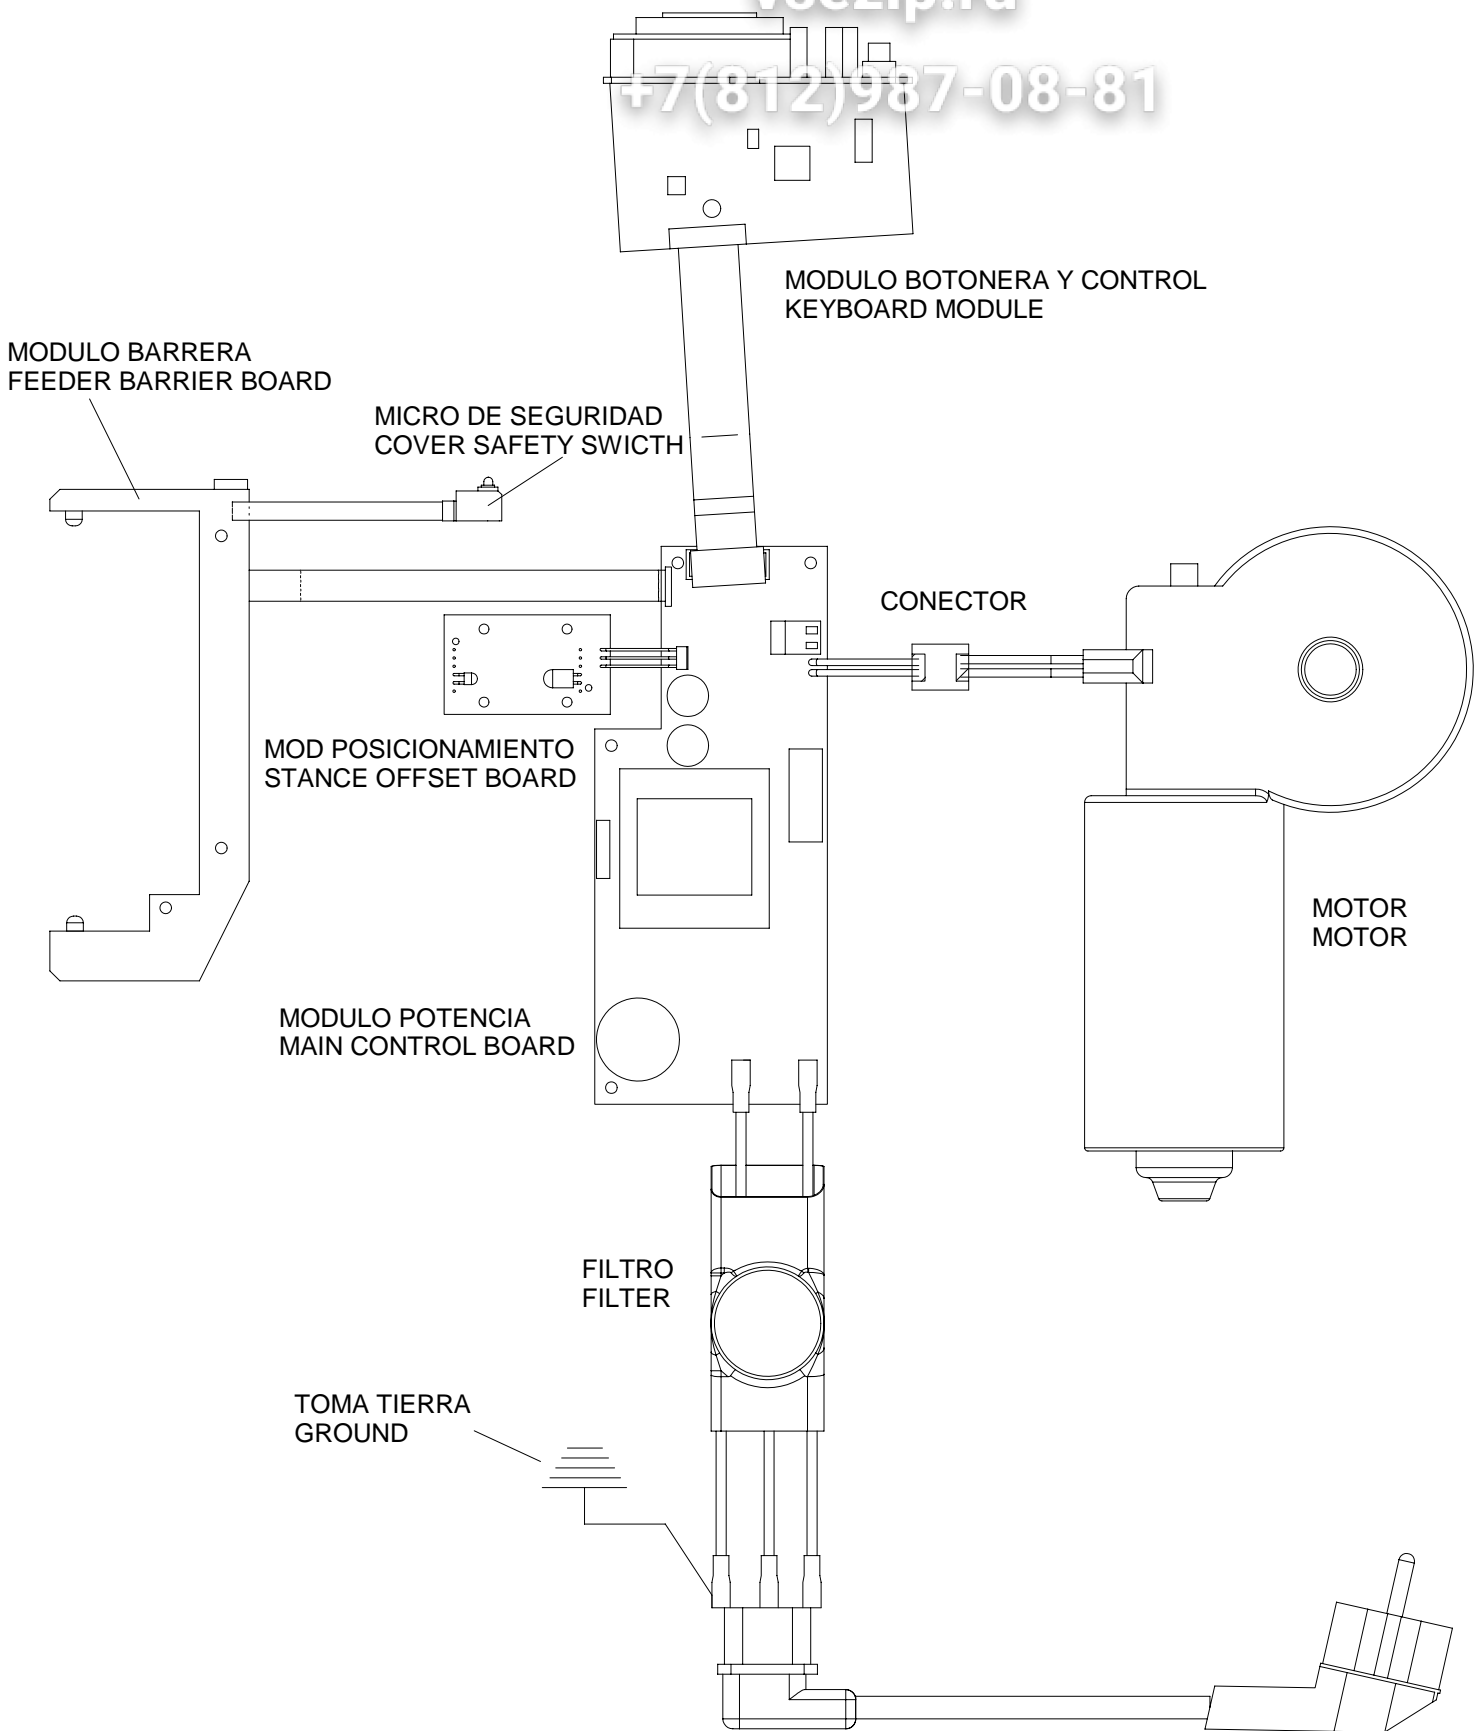 vsezip.ru
+7(812)987-08-81
MODULO BOTONERA Y CONTROL
KEYBOARD MODULE
MODULO BARRERA
FEEDER BARRIER BOARD
MICRO DE SEGURIDAD
COVER SAFETY SWICTH
CONECTOR
MOD POSICIONAMIENTO
STANCE OFFSET BOARD
MOTOR
MOTOR
MODULO POTENCIA
MAIN CONTROL BOARD
FILTRO
FILTER
TOMA TIERRA
GROUND